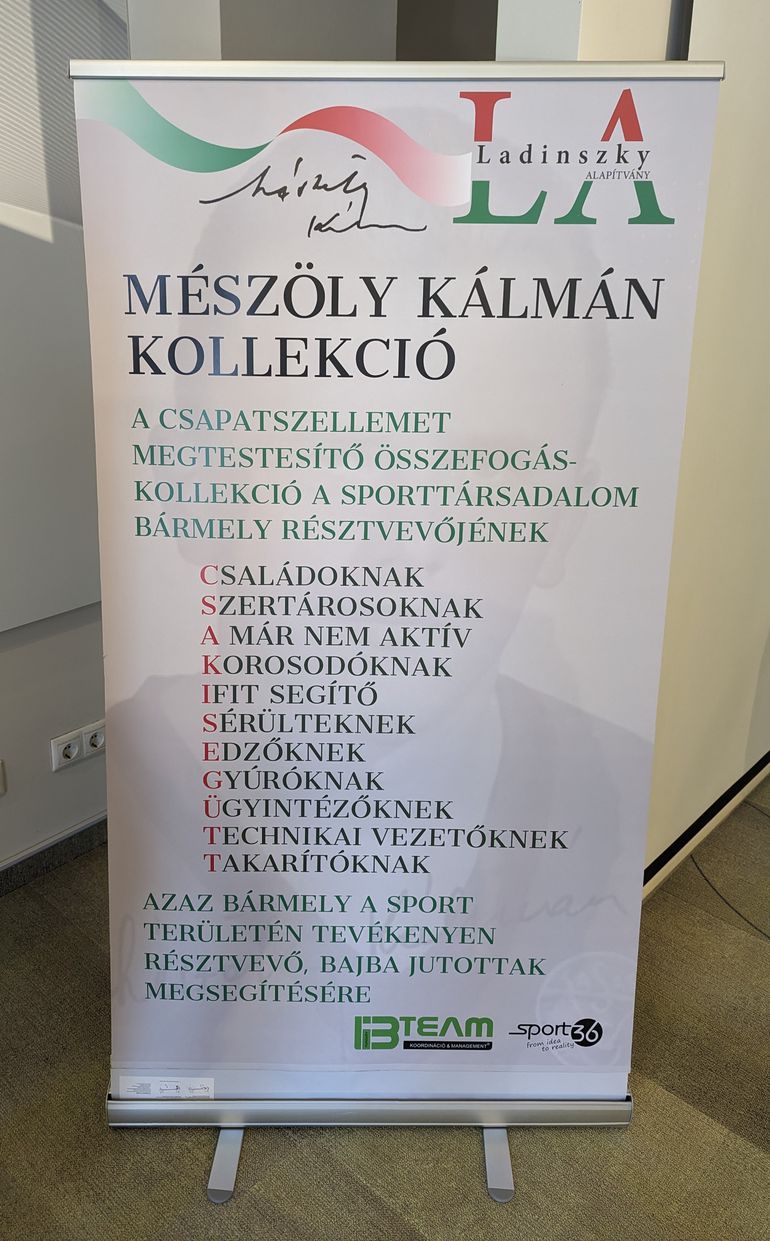 Ladinszky
ALAPÍTVÁNY
LA
MÉSZÖLY KÁLMÁN
KOLLEKCIÓ
A CSAPATSZELLEMET
MEGTESTESÍTŐ ÖSSZEFOGÁS-
KOLLEKCIÓ A SPORTTÁRSADALOM
BÁRMELY RÉSZTVEVŐJÉNEK
CSALÁDOKNAK
SZERTÁROSOKNAK
A MÁR NEM AKTÍV
KOROSODÓKNAK
IFIT SEGÍTŐ
SÉRÜLTEKNEK
EDZŐKNEK
GYÚRÓKNAK
ÜGYINTÉZŐKNEK
TECHNIKAI VEZETŐKNEK
TAKARÍTÓKNAK
AZAZ BÁRMELY A SPORT
TERÜLETÉN TEVÉKENYEN
RÉSZTVEVŐ, BAJBA JUTOTTAK
MEGSEGÍTÉSÉRE
BTEAM
KOORDINÁCIÓ & MANAGEMENT
sport36
from idea
to reality